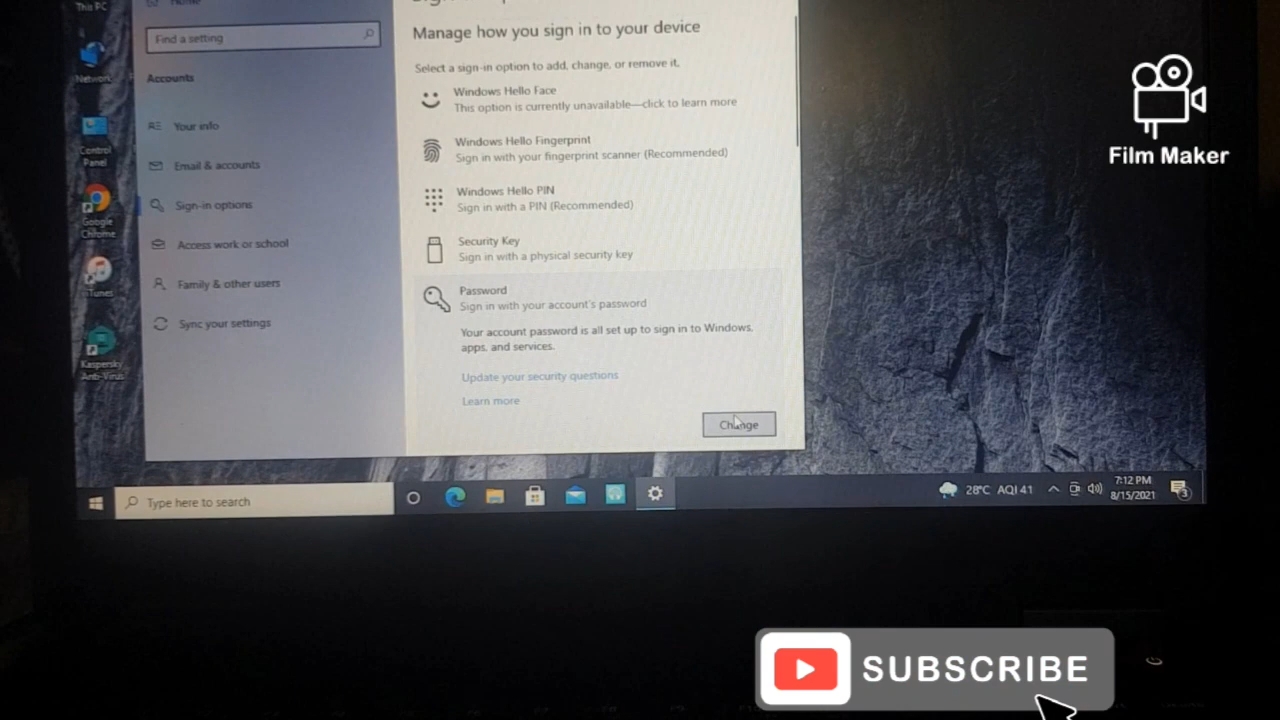 This PC
Network
Control
Panel
Google
Chrome
iTunes
Kaspersky
Anti-Virus
Home
Find a setting
Accounts
Your info
Email & accounts
Sign-in options
Access work or school
Family & other users
Sync your settings
Manage how you sign in to your device
Select a sign-in option to add, change, or remove it.
Windows Hello Face
This option is currently unavailable—click to learn more
Windows Hello Fingerprint
Sign in with your fingerprint scanner (Recommended)
Windows Hello PIN
Sign in with a PIN (Recommended)
Security Key
Sign in with a physical security key
Password
Sign in with your account's password
Your account password is all set up to sign in to Windows,
apps, and services.
Update your security questions
Learn more
Change
Type here to search
28°C AQI 41
7:12 PM
8/15/2021
3
Film Maker
SUBSCRIBE